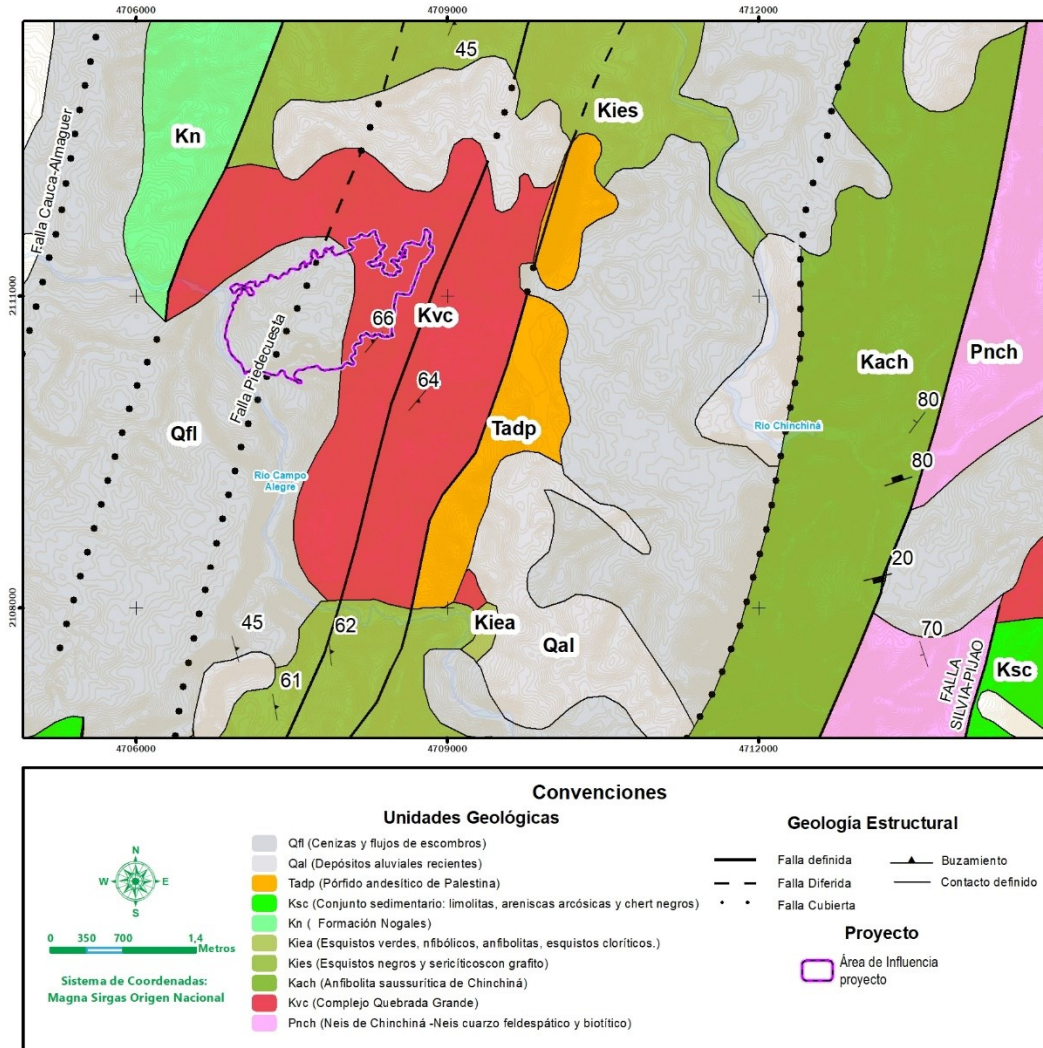 4706000
4709000
4712000
45
Kies
Kn
Falla Cauca-Almaguer
2111000
Kvc
66
Pnch
Kach
Falla Piedecuesta
64
80
Tadp
Río Chinchiná
Qfl
80
Río Campo
Alegre
20
2108000
45
62
Kiea
Qal
70
61
FALLA
SILVIA-PIJAO
Ksc
4706000
4709000
4712000
Convenciones
Unidades Geológicas
Qfl (Cenizas y flujos de escombros)
Qal (Depósitos aluviales recientes)
Tadp (Pórfido andesítico de Palestina)
Ksc (Conjunto sedimentario: limolitas, areniscas arcósicas y chert negros)
Kn ( Formación Nogales)
Kiea (Esquistos verdes, nfibólicos, anfibolitas, esquistos cloríticos.)
Kies (Esquistos negros y sericíticoscon grafito)
Kach (Anfibolita saussurítica de Chinchiná)
Kvc (Complejo Quebrada Grande)
Pnch (Neis de Chinchiná -Neis cuarzo feldespático y biotítico)
Geología Estructural
Falla definida
Buzamiento
Falla Diferida
Contacto definido
Falla Cubierta
Proyecto
Área de Influencia
proyecto
N
W E
S
0 350 700 1,4
Metros
Sistema de Coordenadas:
Magna Sirgas Origen Nacional